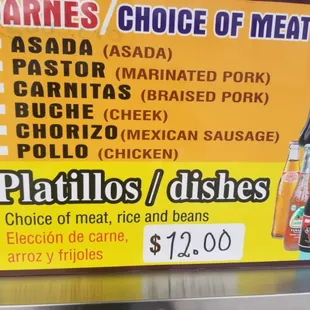 CARNES/CHOICE OF MEAT
ASADA (ASADA)
PASTOR (MARINATED PORK)
CARNITAS (BRAISED PORK)
BUCHE (CHEEK)
CHORIZO (MEXICAN SAUSAGE)
POLLO (CHICKEN)
Platillos / dishes
Choice of meat, rice and beans
Elección de carne,
arroz y frijoles
$12.00